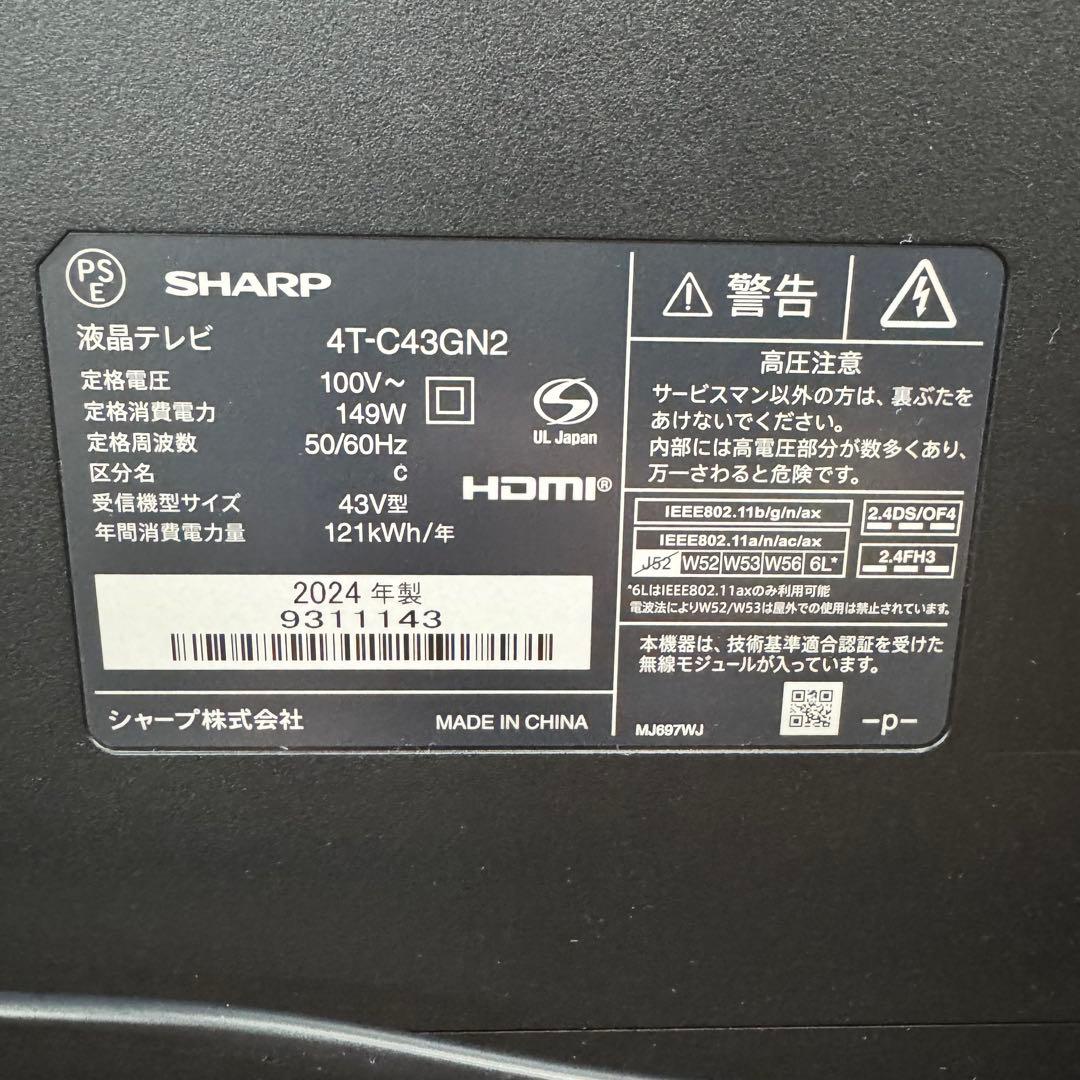 PS
E
SHARP
液晶テレビ 4T-C43GN2
定格電圧 100V～
定格消費電力 149W
定格周波数 50/60Hz
区分名 C
受信機型サイズ 43V型
年間消費電力量 121kWh/年
UL Japan
HDMI®
2024 年製
9311143
シャープ株式会社 MADE IN CHINA
警告
高圧注意
サービスマン以外の方は、裏ぶたを
あけないでください。
内部には高電圧部分が数多くあり、
万一さわると危険です。
IEEE802.11b/g/n/ax
IEEE802.11a/n/ac/ax
J52 W52 W53 W56 6L*
2.4DS/OF4
2.4FH3
*6LはIEEE802.11axのみ利用可能
電波法によりW52/W53は屋外での使用は禁止されています。
本機器は、技術基準適合認証を受けた
無線モジュールが入っています。
MJ697WJ
-p-